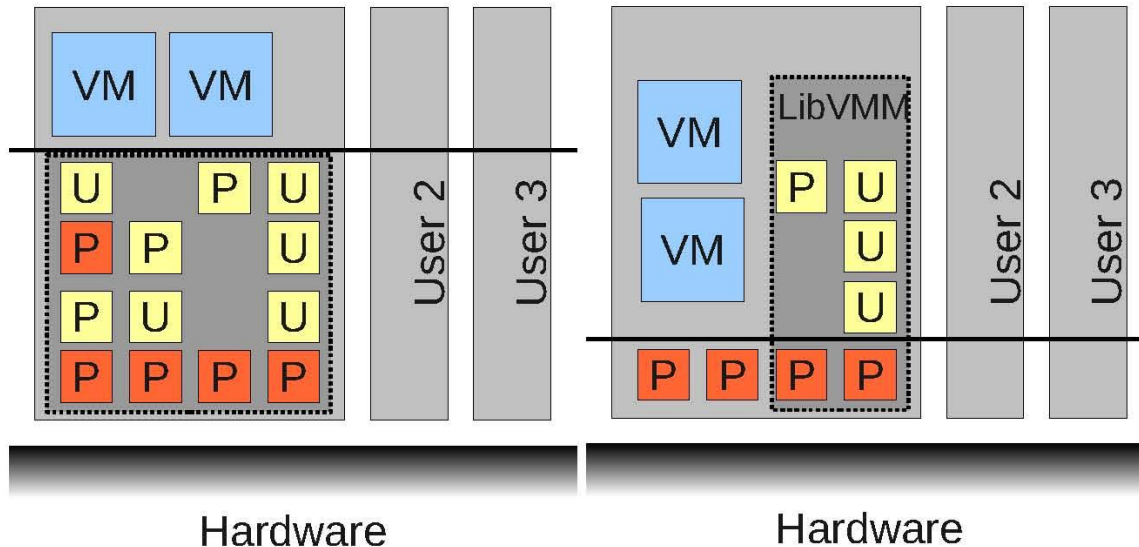 VM VM
U P U
P P U
P U U
P P P P
User 2
User 3
Hardware
LibVMM
VM
P U
VM
U
U
P P P P
User 2
User 3
Hardware